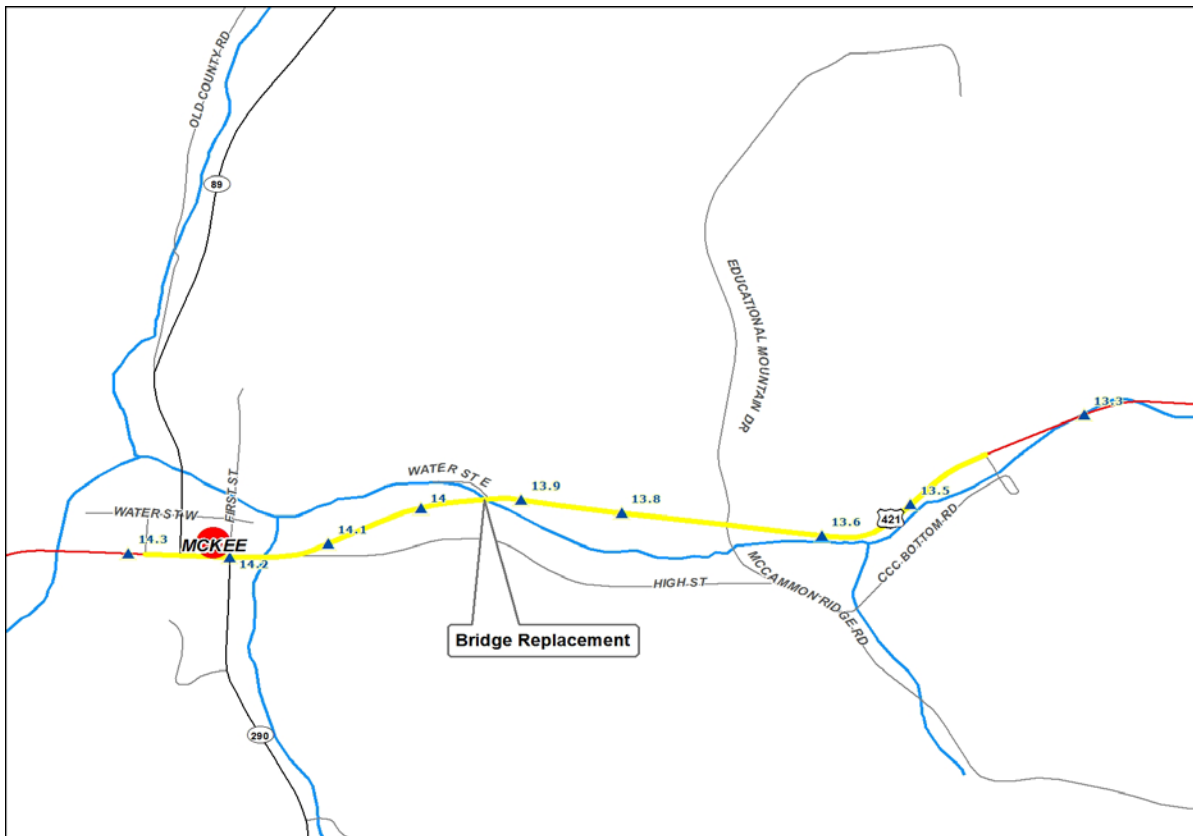 OLD COUNTY RD
89
EDUCATIONAL MOUNTAIN DR
13.3
WATER ST E
13.9
13.5
14
13.8
421
WATER ST W
FIRST ST
14.1
13.6
CCC BOTTOM RD
14.3
MCKEE
14.2
HIGH ST
MCCAMMON RIDGE RD
Bridge Replacement
290